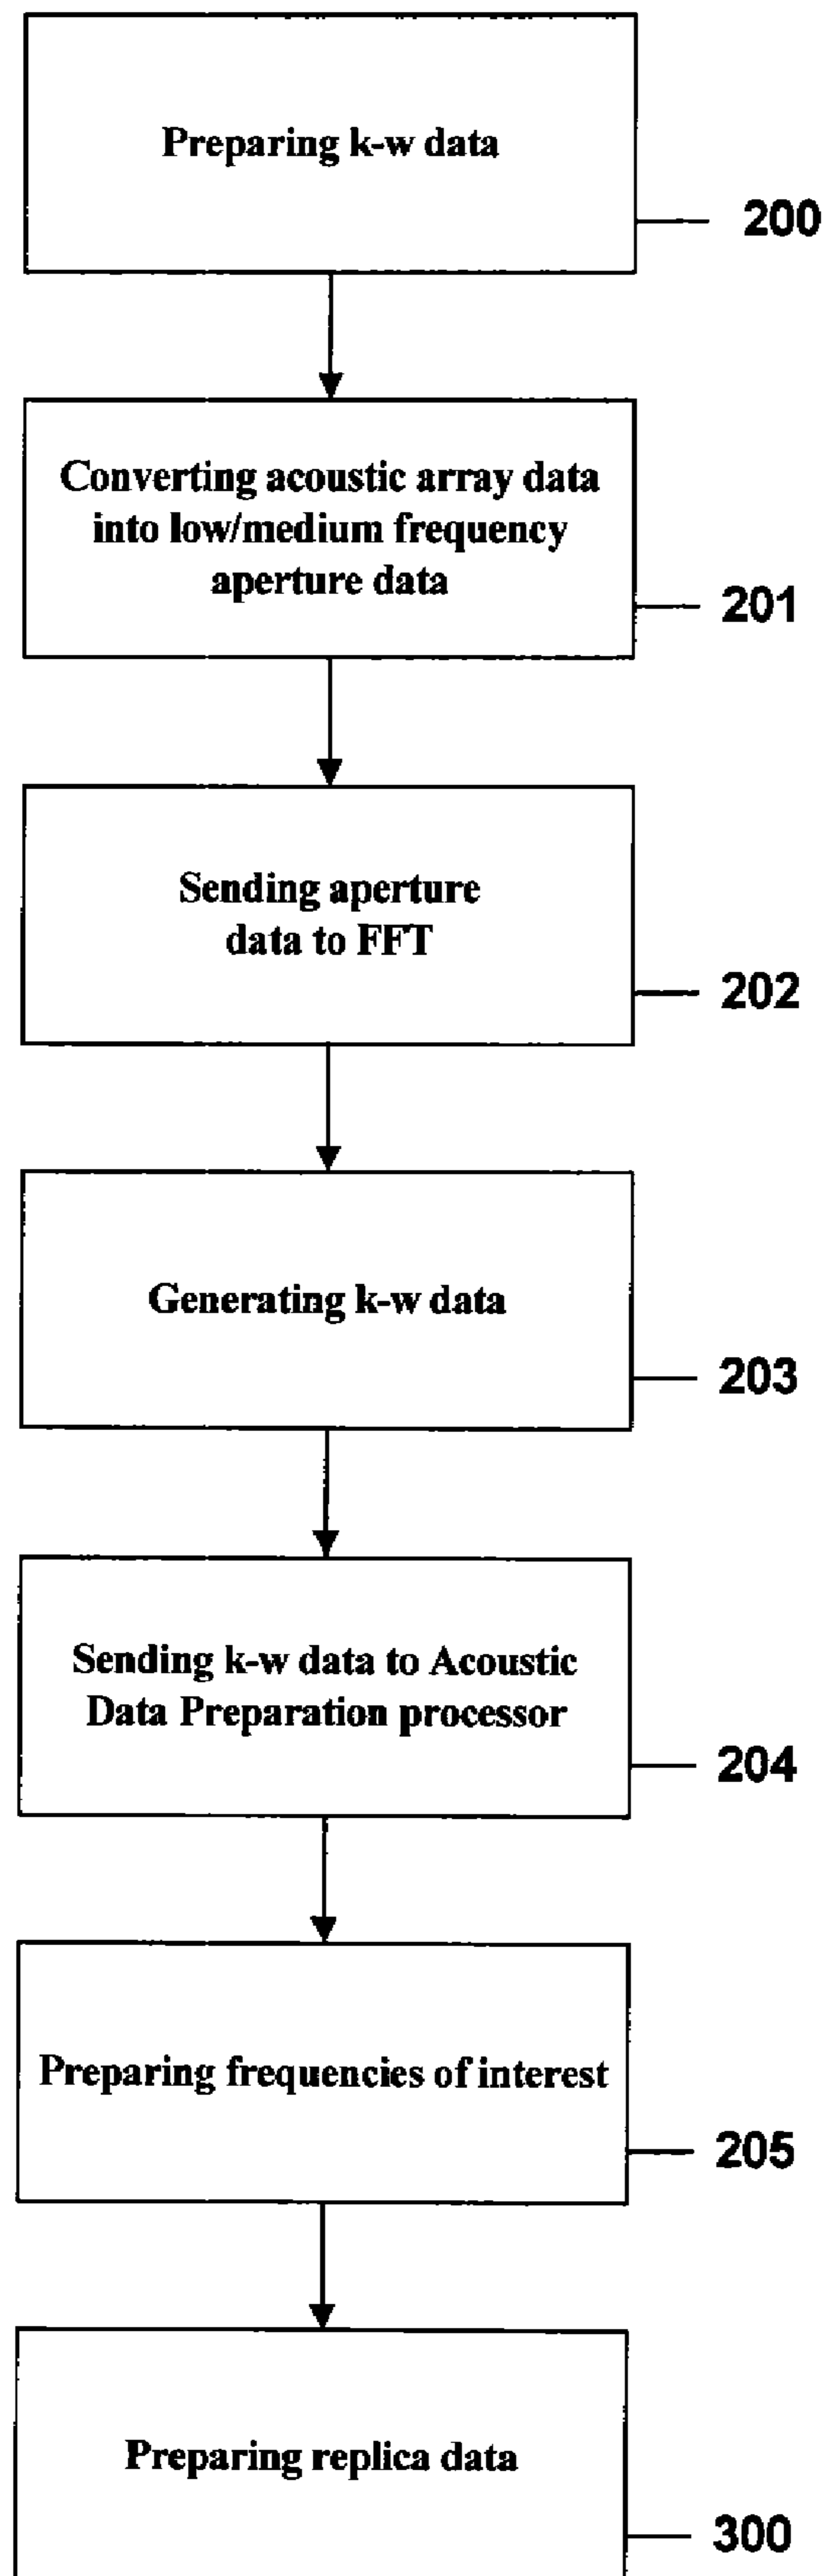 Preparing k-w data
200
Converting acoustic array data
into low/medium frequency
aperture data
201
Sending aperture
data to FFT
202
Generating k-w data
203
Sending k-w data to Acoustic
Data Preparation processor
204
Preparing frequencies of interest
205
Preparing replica data
300